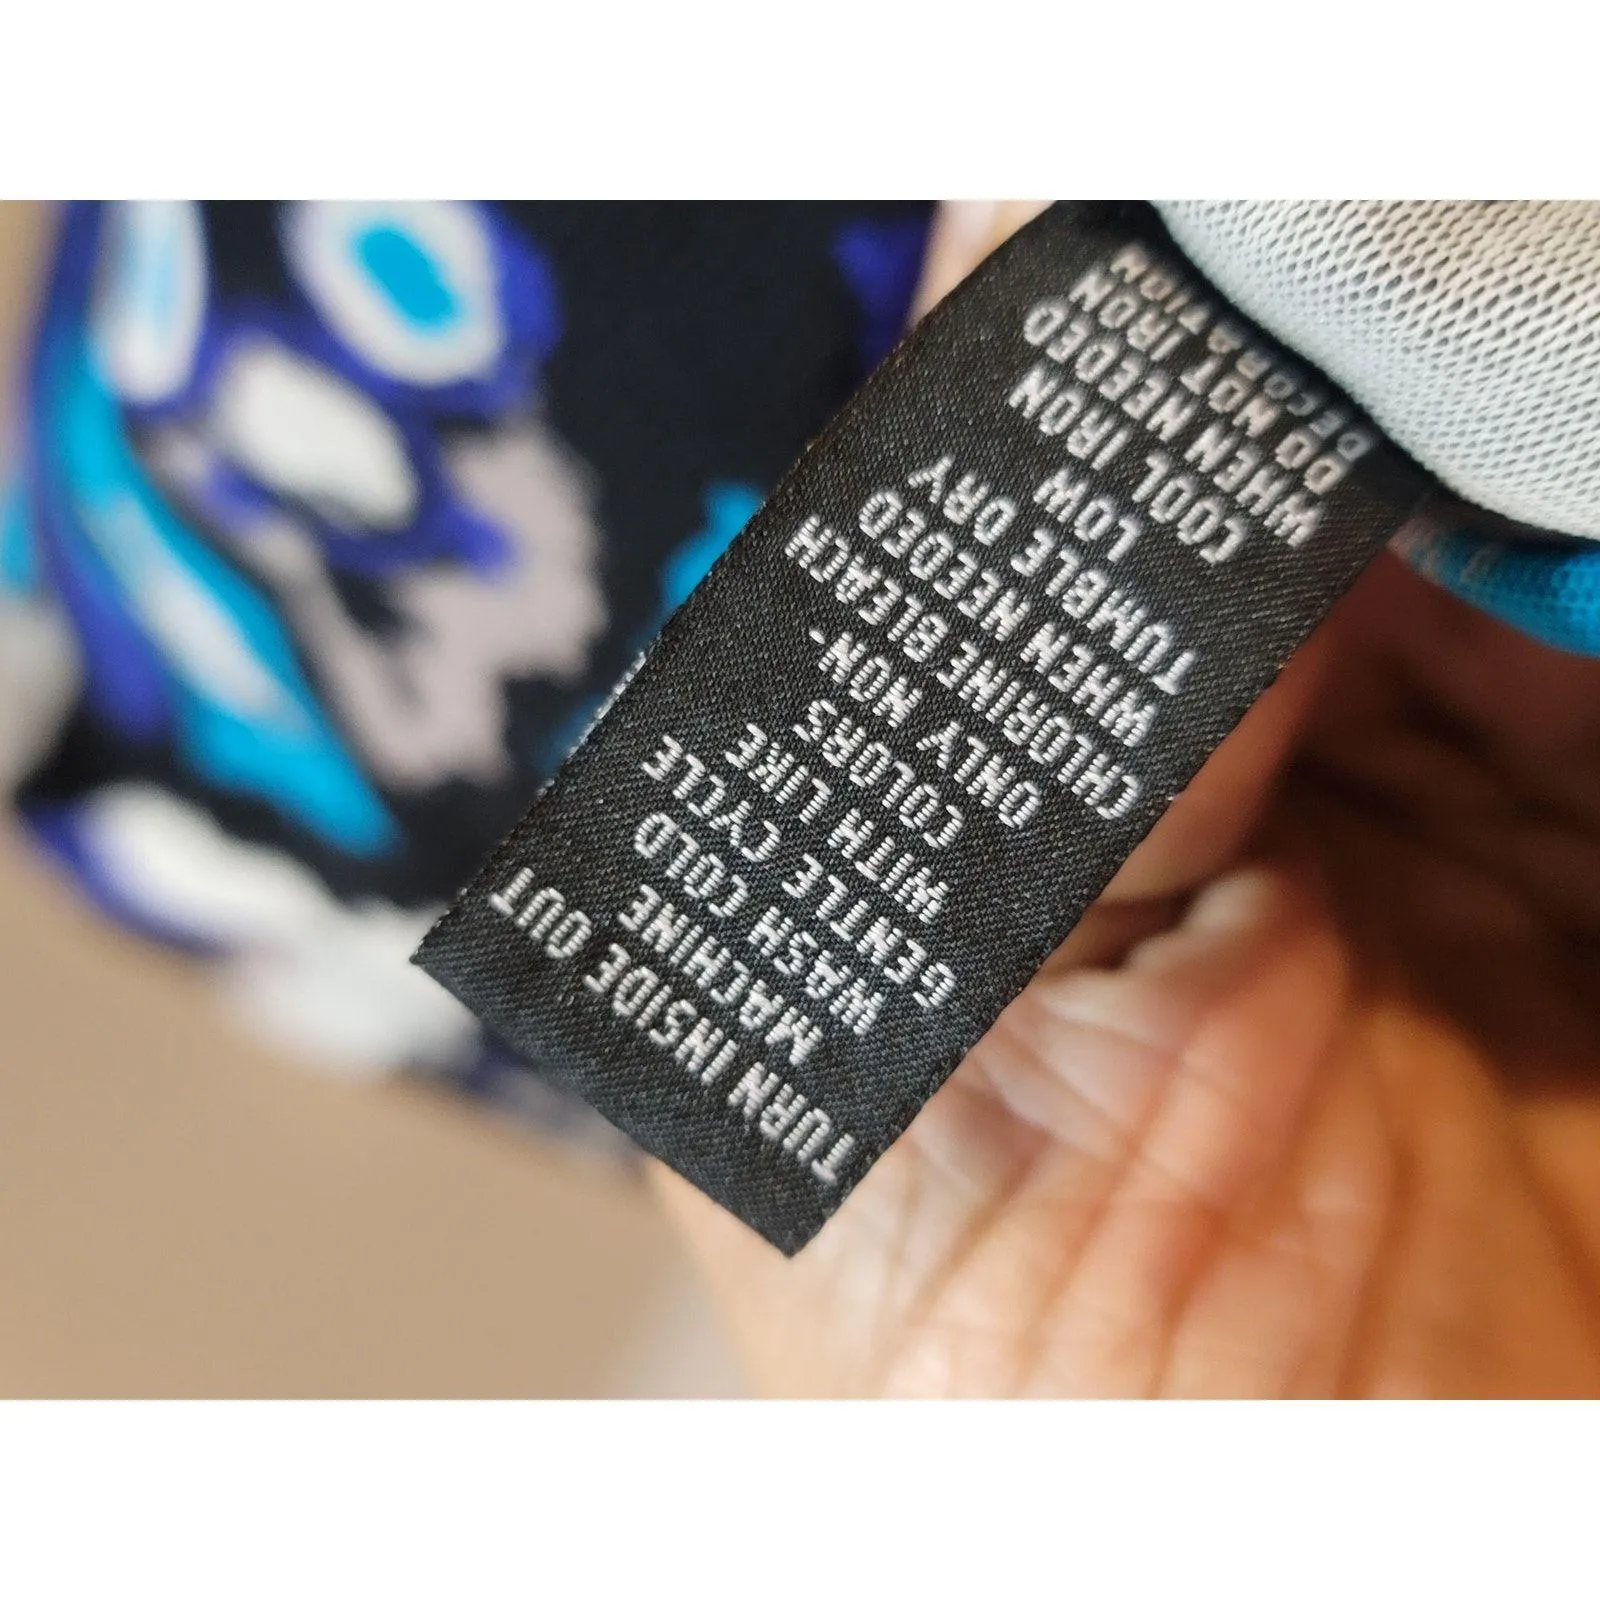 TURN INSIDE OUT
MACHINE
WASH COLD
GENTLE CYCLE
WITH LIKE
COLORS
ONLY NON-
CHLORINE BLEACH
WHEN NEEDED
TUMBLE DRY
LOW
COOL IRON
WHEN NEEDED
DO NOT IRON
DECORATION